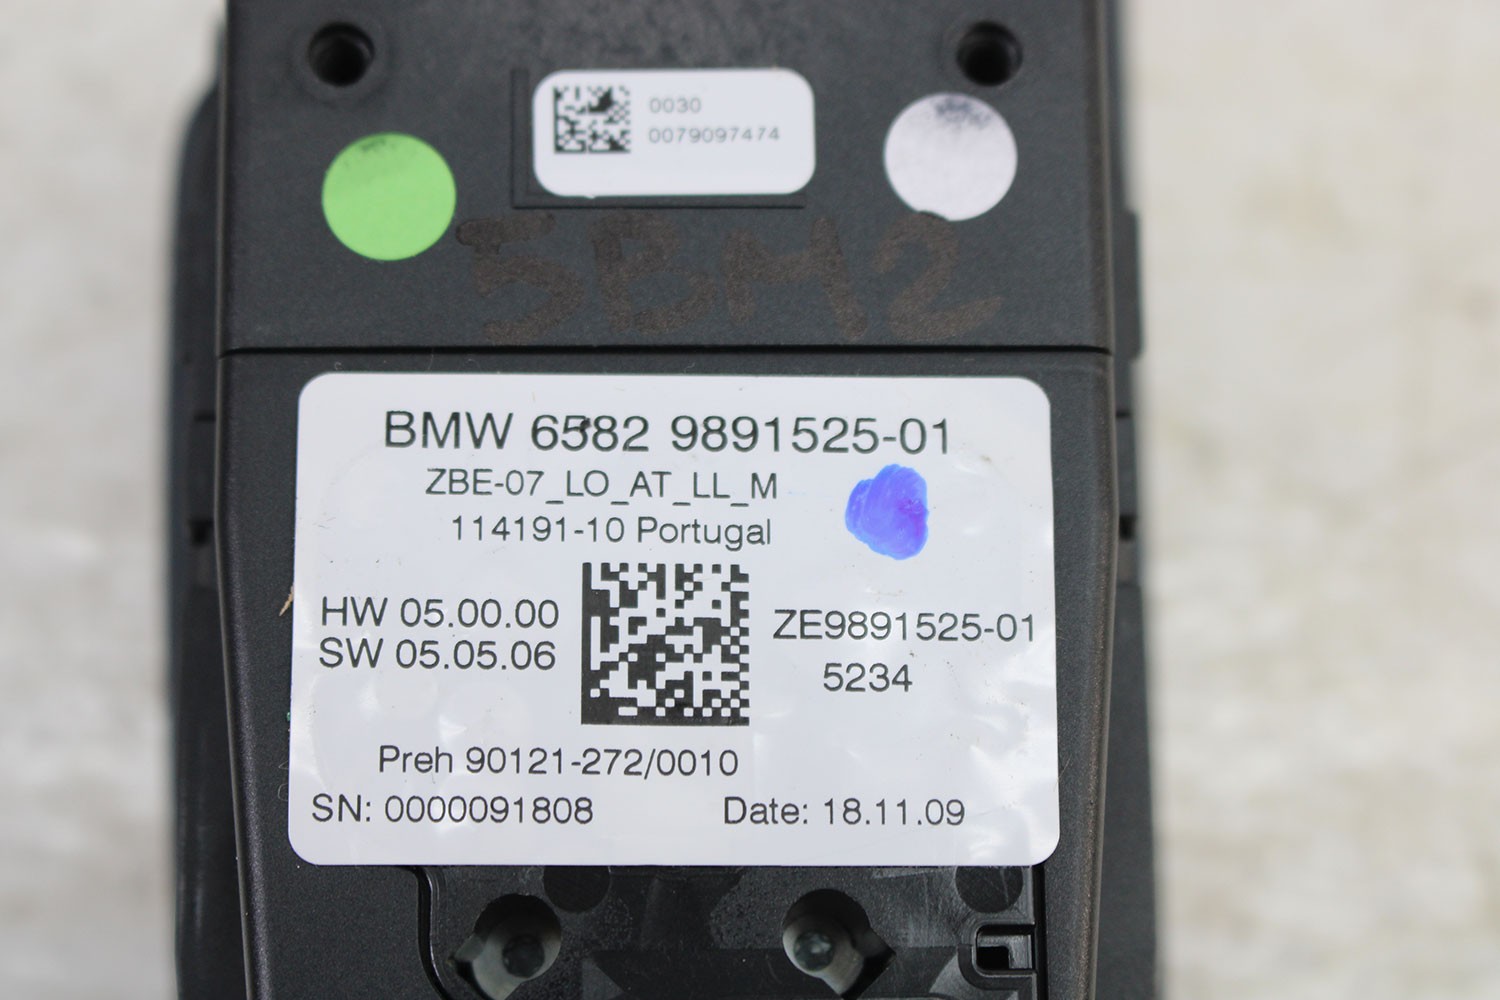 0030
0079097474
5BM2
BMW 6582 9891525-01
ZBE-07_LO_AT_LL_M
114191-10 Portugal
HW 05.00.00
SW 05.05.06
ZE9891525-01
5234
Preh 90121-272/0010
SN: 0000091808
Date: 18.11.09